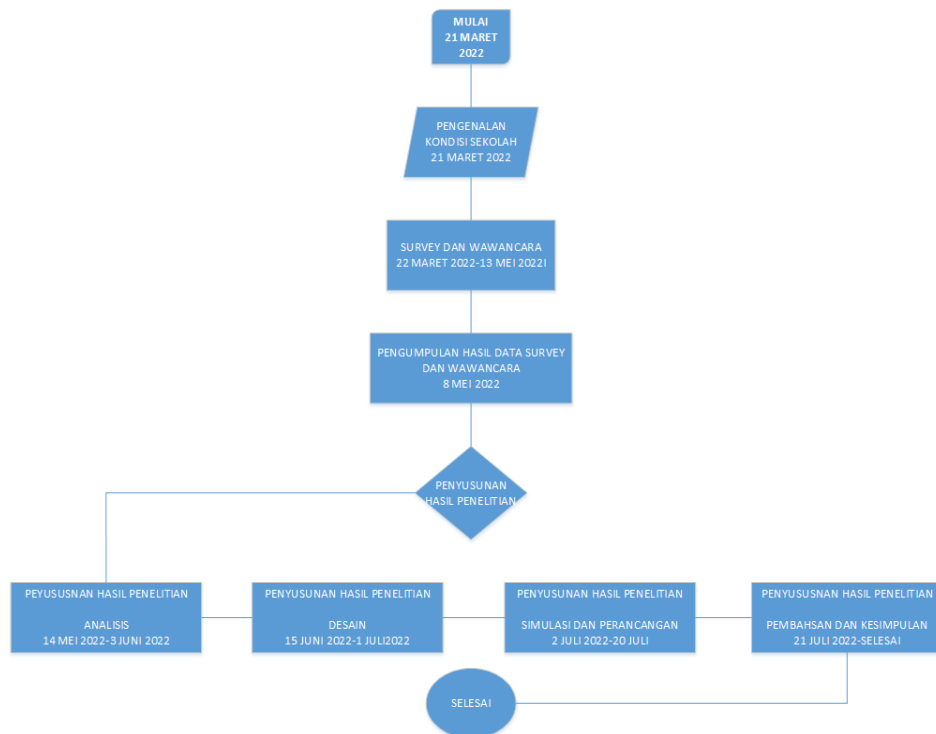 MULAI
21 MARET
2022
PENGENALAN
KONDISI SEKOLAH
21 MARET 2022
SURVEY DAN WAWANCARA
22 MARET 2022-13 MEI 2022I
PENGUMPULAN HASIL DATA SURVEY
DAN WAWANCARA
8 MEI 2022
PENYUSUNAN
HASIL PENELITIAN
PEYUSUSNAN HASIL PENELITIAN
ANALISIS
14 MEI 2022-3 JUNI 2022
PENYUSUNAN HASIL PENELITIAN
DESAIN
15 JUNI 2022-1 JULI2022
PENYUSUNAN HASIL PENELITIAN
SIMULASI DAN PERANCANGAN
2 JULI 2022-20 JULI
PENYUSUSNAN HASIL PENELITIAN
PEMBAHSAN DAN KESIMPULAN
21 JULI 2022-SELESAI
SELESAI